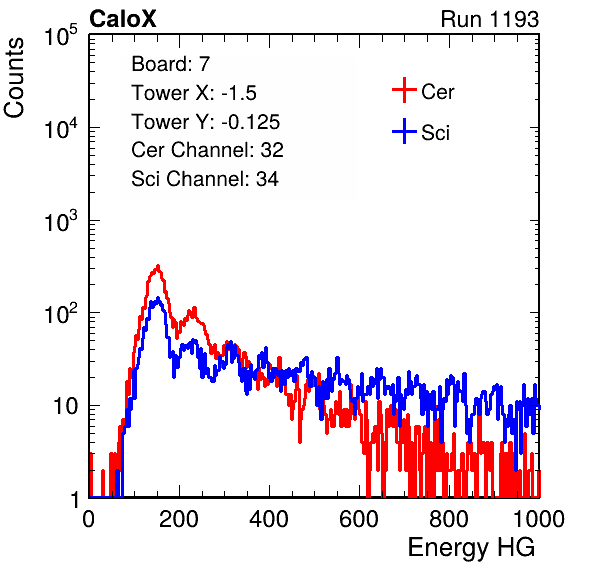 CaloX Run 1193
Counts
10^5
10^4
10^3
10^2
10
1
Board: 7
Tower X: -1.5
Tower Y: -0.125
Cer Channel: 32
Sci Channel: 34
Cer
Sci
0 200 400 600 800 1000
Energy HG